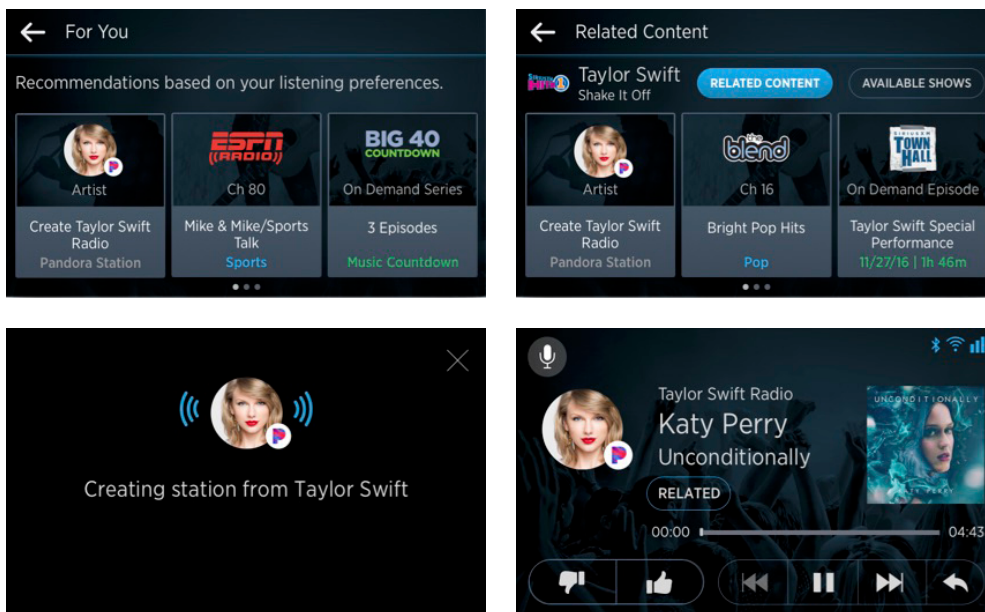 For You
Recommendations based on your listening preferences.
Artist
Create Taylor Swift
Radio
Pandora Station
ESPN
((RADIO))
Ch 80
Mike & Mike/Sports
Talk
Sports
BIG 40
COUNTDOWN
On Demand Series
3 Episodes
Music Countdown
Related Content
Taylor Swift
Shake It Off
RELATED CONTENT
AVAILABLE SHOWS
Artist
Create Taylor Swift
Radio
Pandora Station
the
blend
Ch 16
Bright Pop Hits
Pop
SIRIUSXM
TOWN
HALL
On Demand Episode
Taylor Swift Special
Performance
11/27/16 | 1h 46m
Creating station from Taylor Swift
Taylor Swift Radio
Katy Perry
Unconditionally
RELATED
00:00
04:43
UNCONDITIONALLY
KATY PERRY